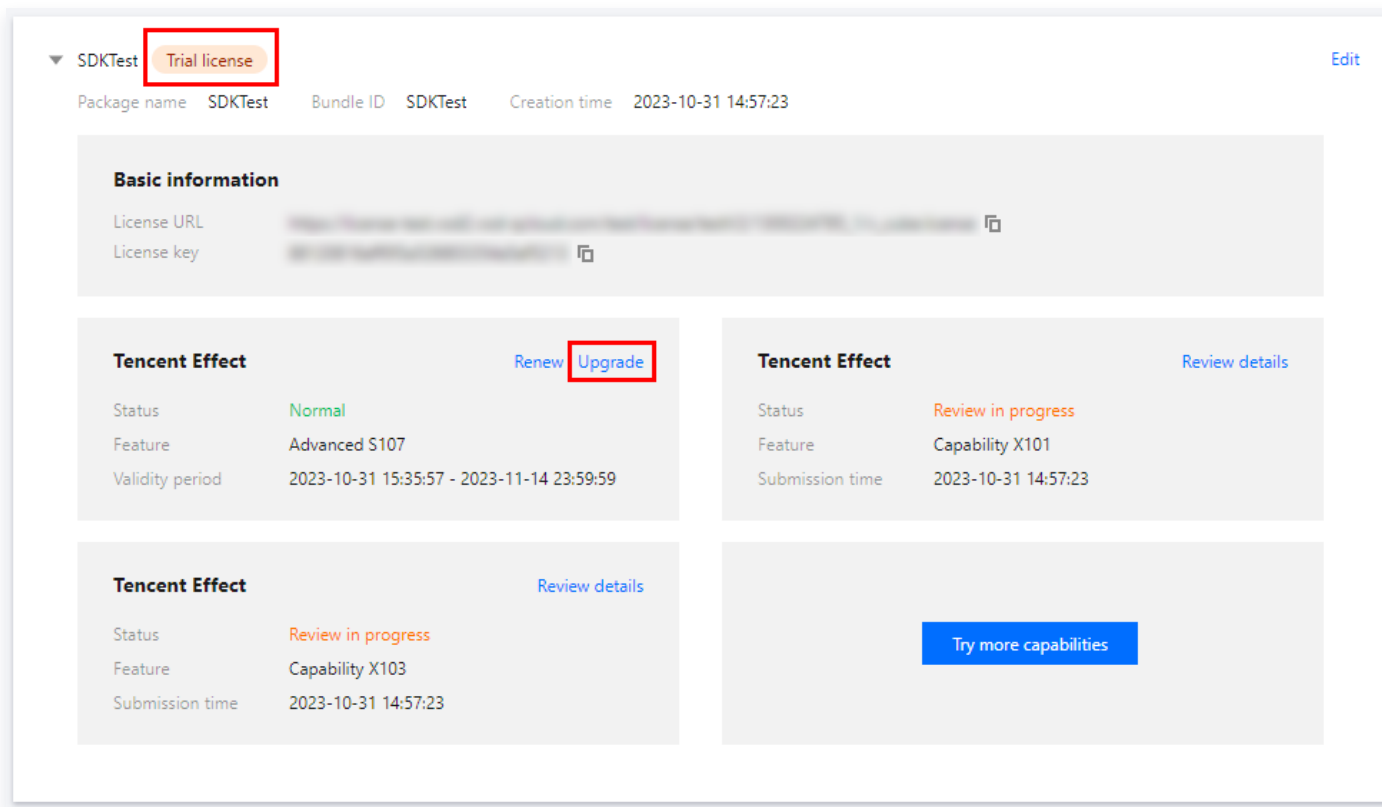 SDKTest Trial license Edit
Package name SDKTest Bundle ID SDKTest Creation time 2023-10-31 14:57:23
Basic information
License URL
License key
Tencent Effect Renew Upgrade
Status Normal
Feature Advanced S107
Validity period 2023-10-31 15:35:57 - 2023-11-14 23:59:59
Tencent Effect Review details
Status Review in progress
Feature Capability X101
Submission time 2023-10-31 14:57:23
Tencent Effect Review details
Status Review in progress
Feature Capability X103
Submission time 2023-10-31 14:57:23
Try more capabilities